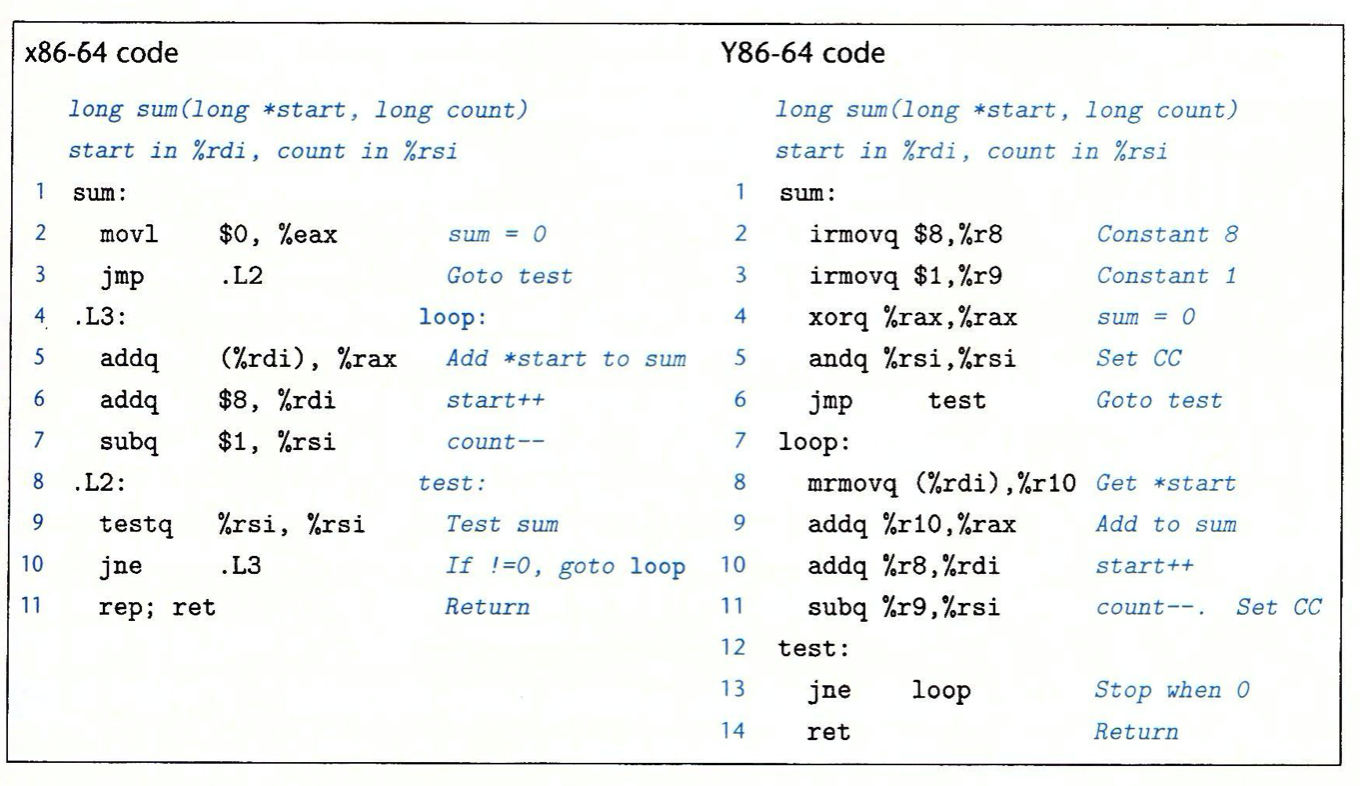 x86-64 code
long sum(long *start, long count)
start in %rdi, count in %rsi
1 sum:
2 movl $0, %eax sum = 0
3 jmp .L2 Goto test
4 .L3: loop:
5 addq (%rdi), %rax Add *start to sum
6 addq $8, %rdi start++
7 subq $1, %rsi count--
8 .L2: test:
9 testq %rsi, %rsi Test sum
10 jne .L3 If !=0, goto loop
11 rep; ret Return
Y86-64 code
long sum(long *start, long count)
start in %rdi, count in %rsi
1 sum:
2 irmovq $8,%r8 Constant 8
3 irmovq $1,%r9 Constant 1
4 xorq %rax,%rax sum = 0
5 andq %rsi,%rsi Set CC
6 jmp test Goto test
7 loop:
8 mrmovq (%rdi),%r10 Get *start
9 addq %r10,%rax Add to sum
10 addq %r8,%rdi start++
11 subq %r9,%rsi count--. Set CC
12 test:
13 jne loop Stop when 0
14 ret Return